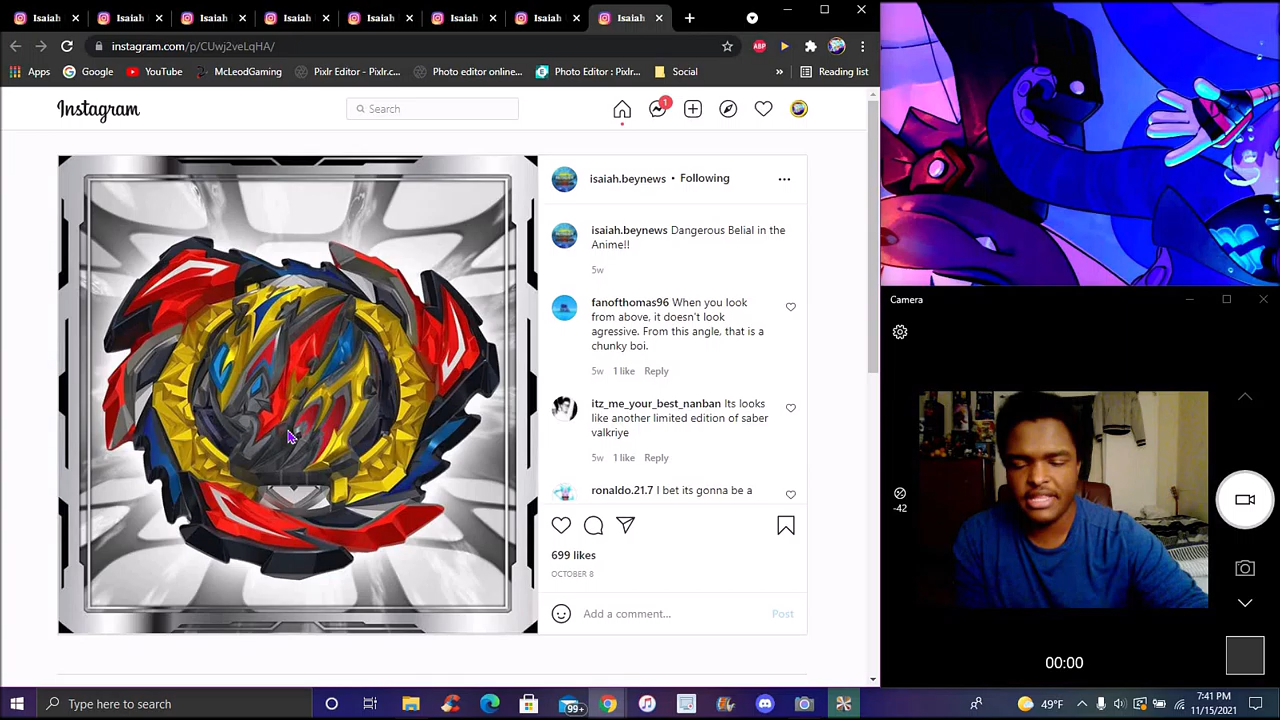 Isaiah
Isaiah
Isaiah
Isaiah
Isaiah
Isaiah
Isaiah
Isaiah
instagram.com/p/CUwj2veLqHA/
ABP
Apps
Google
YouTube
McLeodGaming
Pixlr Editor - Pixlr.c...
Photo editor online...
Photo Editor : Pixlr...
Social
»
Reading list
Instagram
Search
1
isaiah.beynews • Following
isaiah.beynews Dangerous Belial in the
Anime!!
5w
fanofthomas96 When you look
from above, it doesn't look
agressive. From this angle, that is a
chunky boi.
5w 1 like Reply
itz_me_your_best_nanban Its looks
like another limited edition of saber
valkriye
5w 1 like Reply
ronaldo.21.7 I bet its gonna be a
699 likes
OCTOBER 8
Add a comment...
Post
Camera
-42
00:00
Type here to search
99+
49°F
7:41 PM
11/15/2021